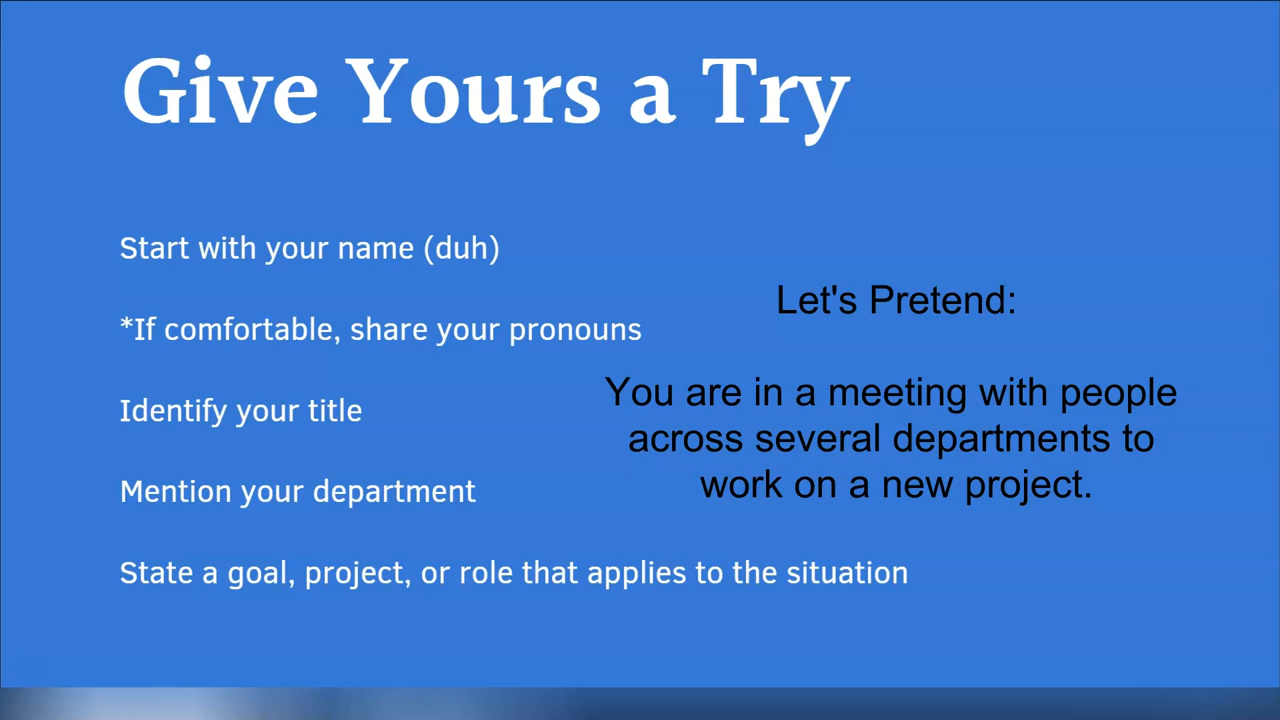 Give Yours a Try
Start with your name (duh)
*If comfortable, share your pronouns
Identify your title
Mention your department
State a goal, project, or role that applies to the situation
Let's Pretend:
You are in a meeting with people
across several departments to
work on a new project.